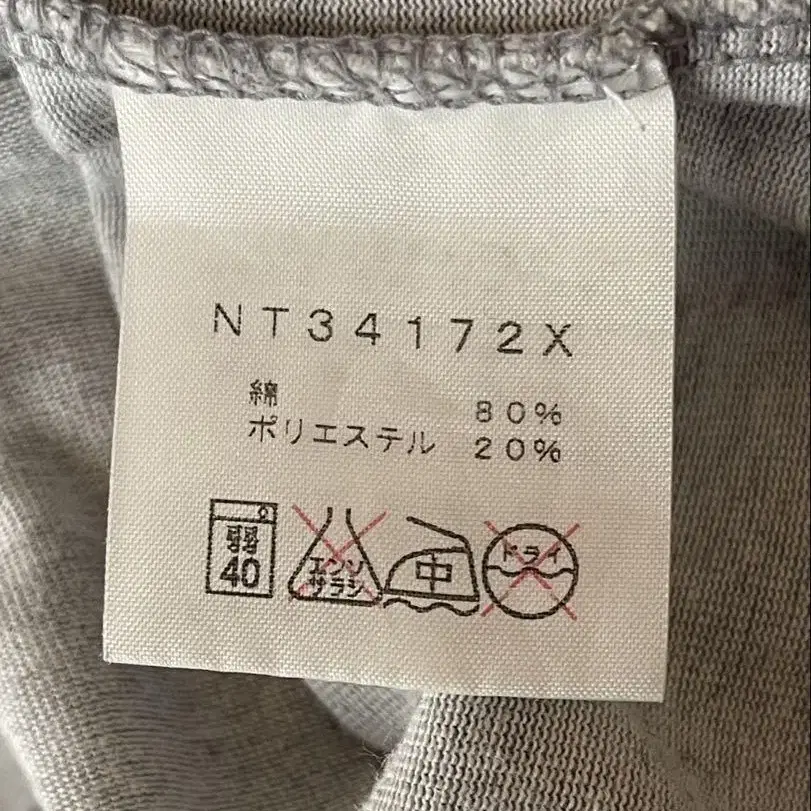 NT34172X
綿 80%
ポリエステル 20%
弱
40
エンソ
サラシ
中
ドライ